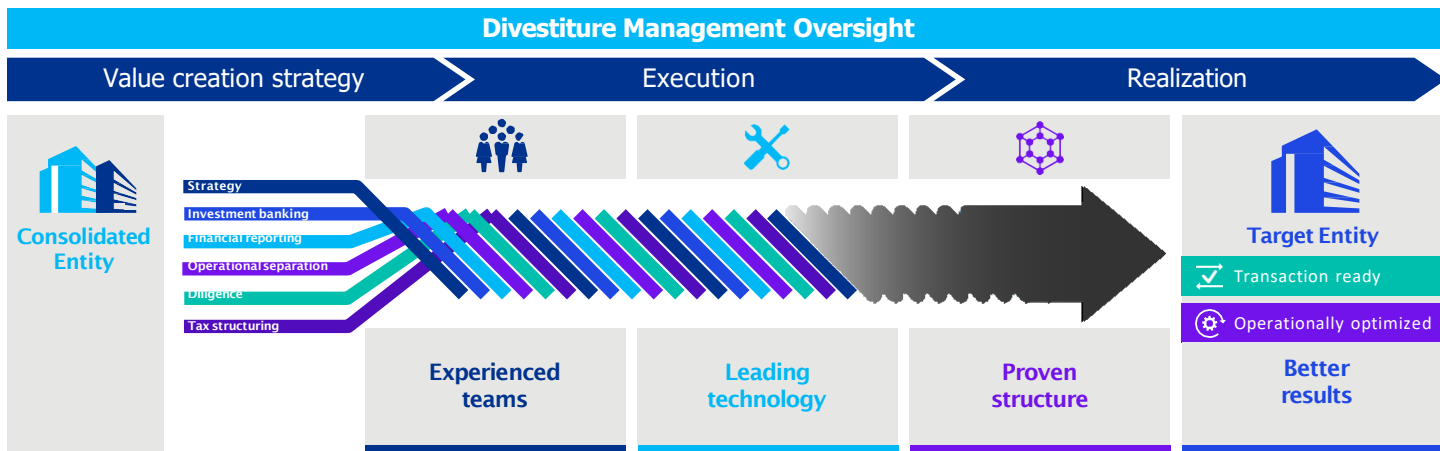 Divestiture Management Oversight
Value creation strategy
Execution
Realization
Consolidated
Entity
Strategy
Investment banking
Financial reporting
Operational separation
Diligence
Tax structuring
Target Entity
Transaction ready
Operationally optimized
Experienced
teams
Leading
technology
Proven
structure
Better
results